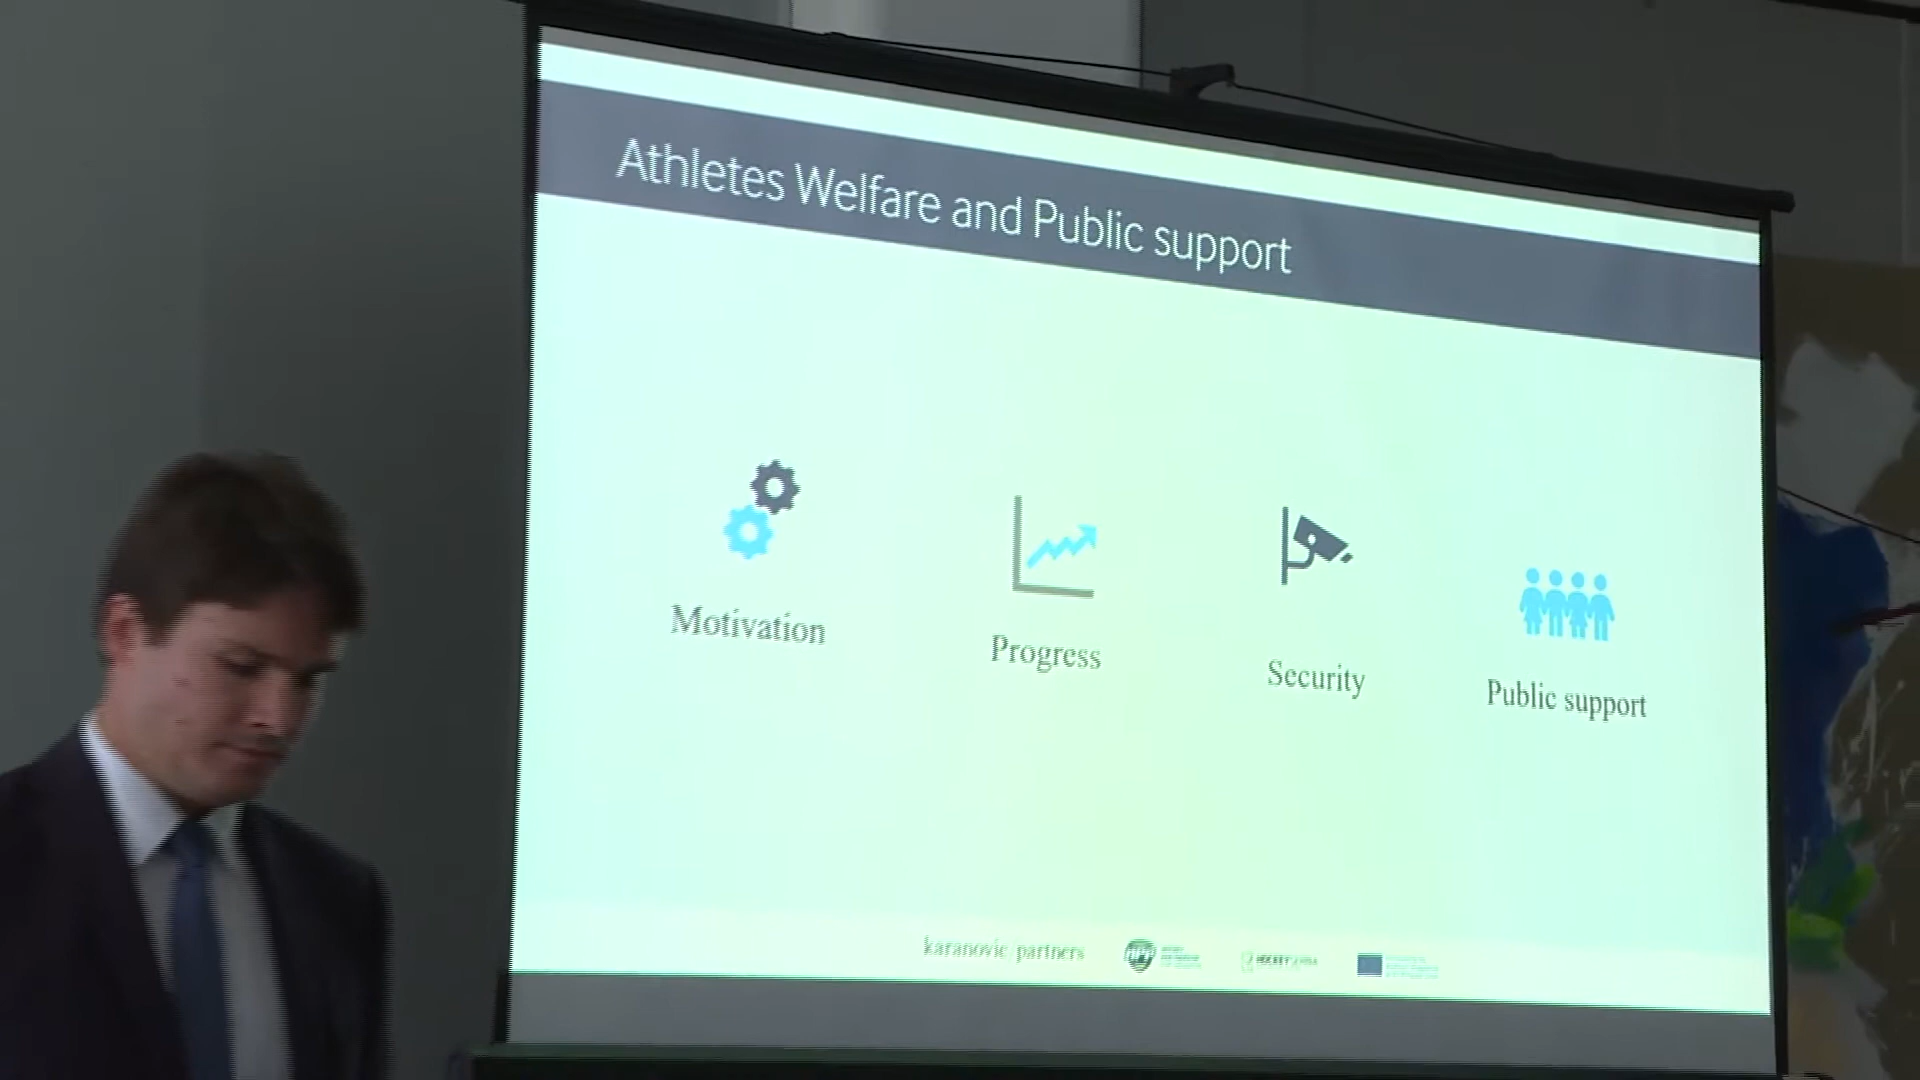 Athletes Welfare and Public support
Motivation
Progress
Security
Public support
karanovic partners